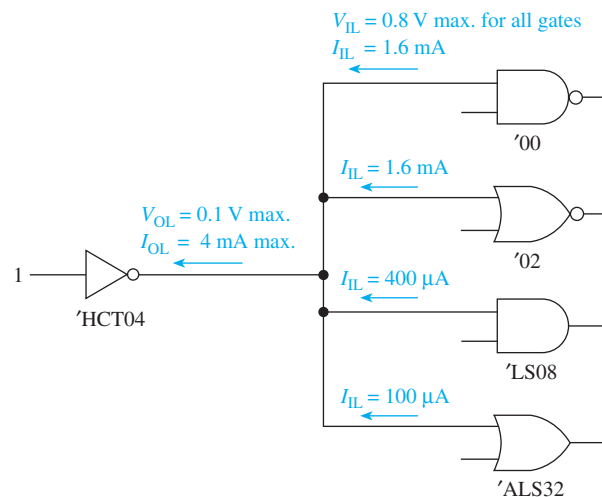 V_IL = 0.8 V max. for all gates
I_IL = 1.6 mA
′00
I_IL = 1.6 mA
′02
V_OL = 0.1 V max.
I_OL = 4 mA max.
1
′HCT04
I_IL = 400 μA
′LS08
I_IL = 100 μA
′ALS32